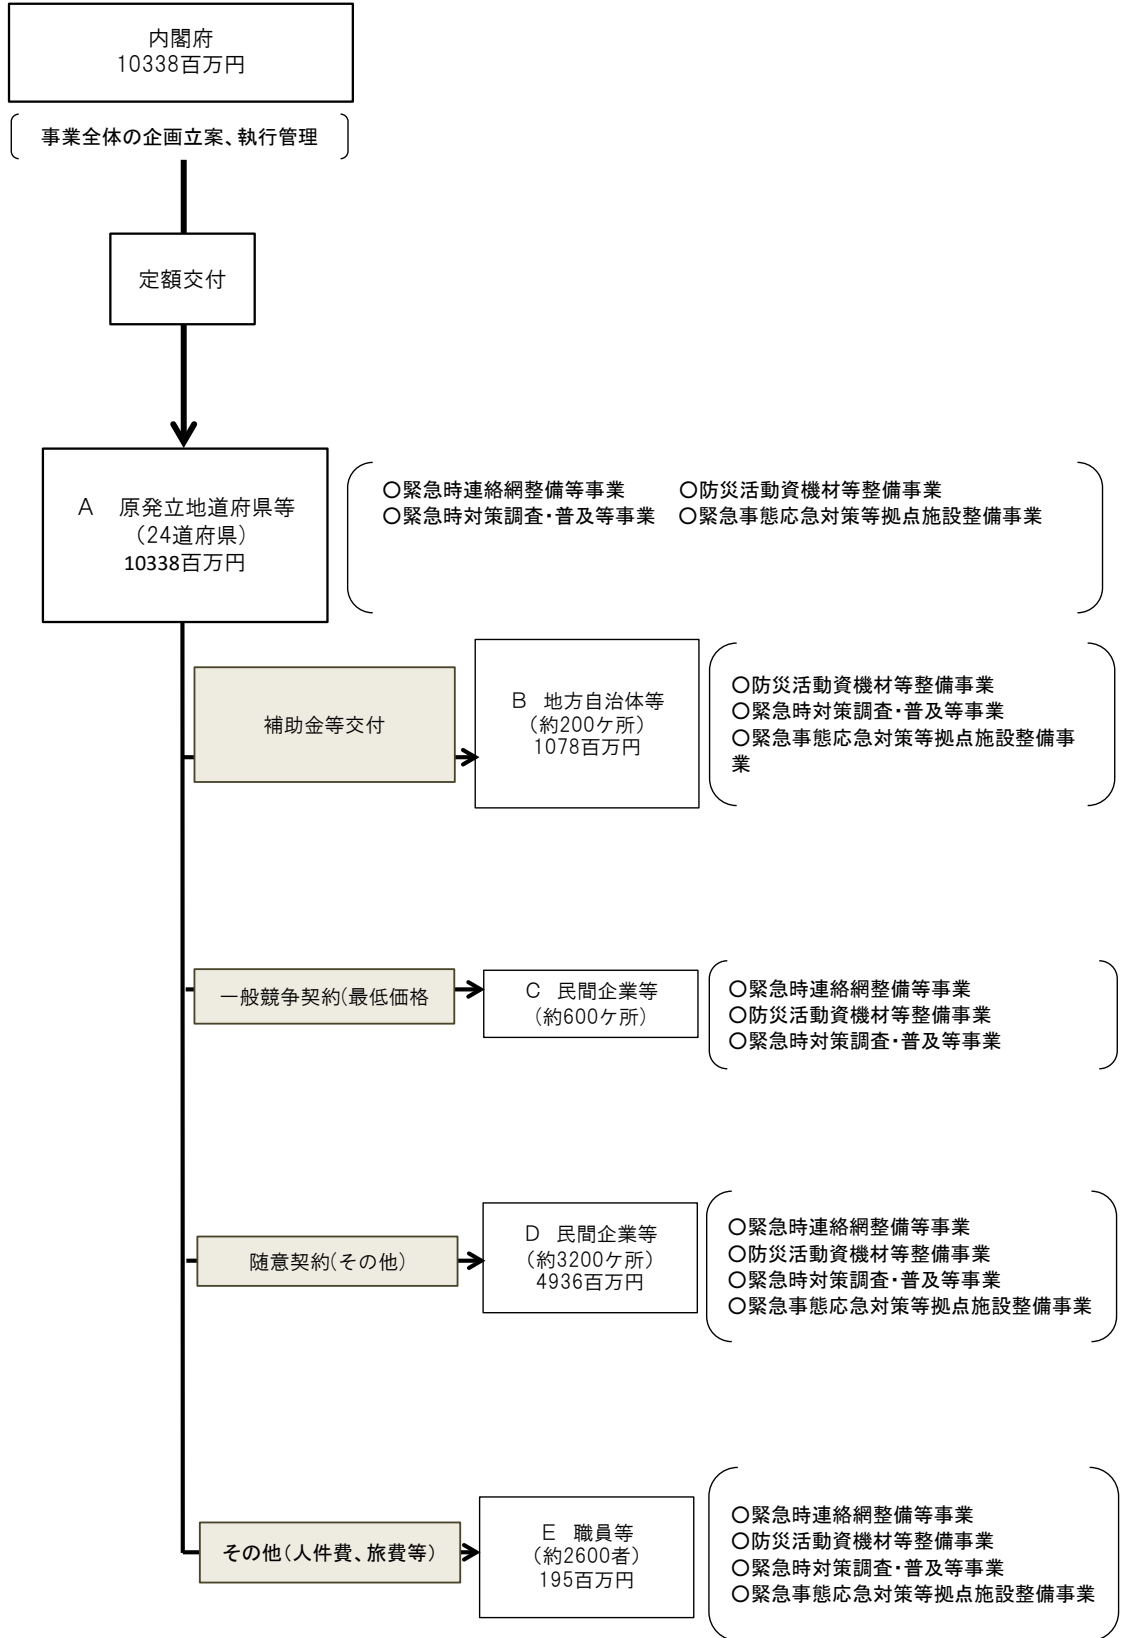 内閣府
10338百万円
事業全体の企画立案、執行管理
定額交付
A　原発立地道府県等
（24道府県）
10338百万円
○緊急時連絡網整備等事業　　○防災活動資機材等整備事業
○緊急時対策調査・普及等事業　○緊急事態応急対策等拠点施設整備事業
補助金等交付
B　地方自治体等
（約200ケ所）
1078百万円
○防災活動資機材等整備事業
○緊急時対策調査・普及等事業
○緊急事態応急対策等拠点施設整備事
業
一般競争契約(最低価格
C　民間企業等
（約600ケ所）
○緊急時連絡網整備等事業
○防災活動資機材等整備事業
○緊急時対策調査・普及等事業
随意契約(その他)
D　民間企業等
（約3200ケ所）
4936百万円
○緊急時連絡網整備等事業
○防災活動資機材等整備事業
○緊急時対策調査・普及等事業
○緊急事態応急対策等拠点施設整備事業
その他(人件費、旅費等)
E　職員等
（約2600者）
195百万円
○緊急時連絡網整備等事業
○防災活動資機材等整備事業
○緊急時対策調査・普及等事業
○緊急事態応急対策等拠点施設整備事業